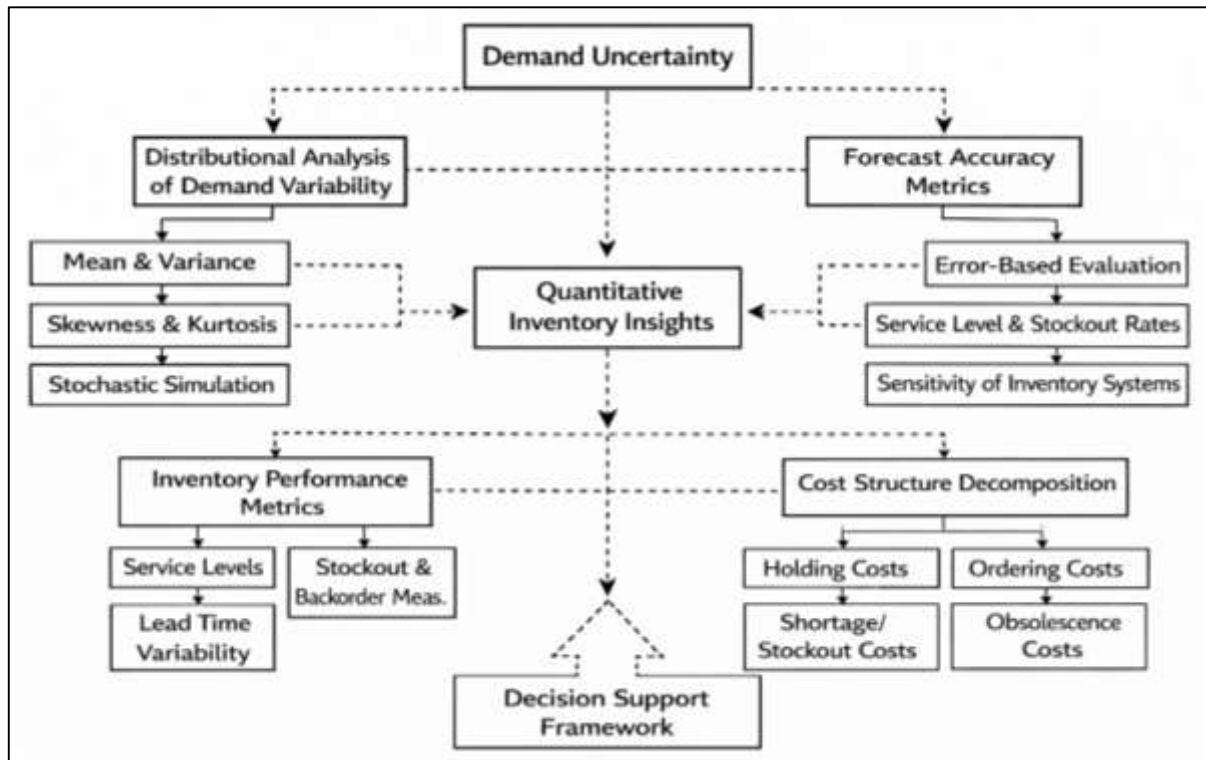 Demand Uncertainty
Distributional Analysis
of Demand Variability
Forecast Accuracy
Metrics
Mean & Variance
Skewness & Kurtosis
Stochastic Simulation
Quantitative
Inventory Insights
Error-Based Evaluation
Service Level & Stockout Rates
Sensitivity of Inventory Systems
Inventory Performance
Metrics
Cost Structure Decomposition
Service Levels
Stockout &
Backorder Meas.
Lead Time
Variability
Holding Costs
Ordering Costs
Shortage/
Stockout Costs
Obsolescence
Costs
Decision Support
Framework